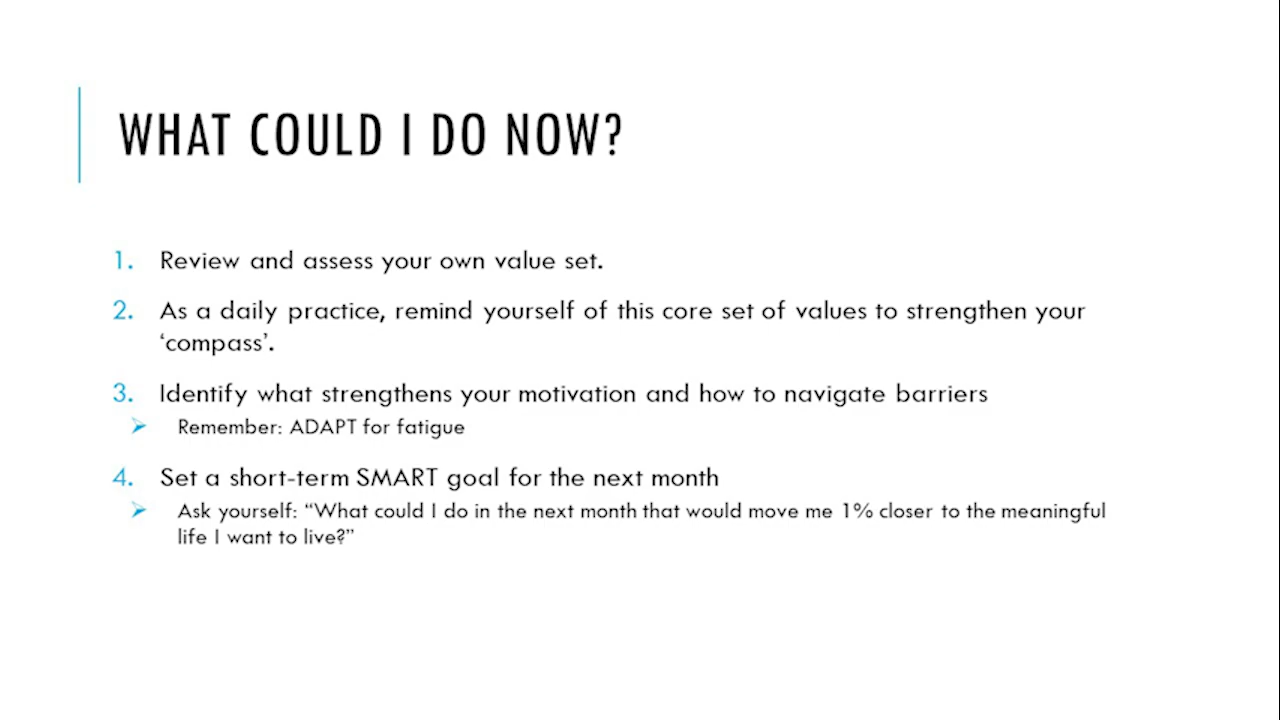 WHAT COULD I DO NOW?
1. Review and assess your own value set.
2. As a daily practice, remind yourself of this core set of values to strengthen your
‘compass’.
3. Identify what strengthens your motivation and how to navigate barriers
➢ Remember: ADAPT for fatigue
4. Set a short-term SMART goal for the next month
➢ Ask yourself: “What could I do in the next month that would move me 1% closer to the meaningful
life I want to live?”